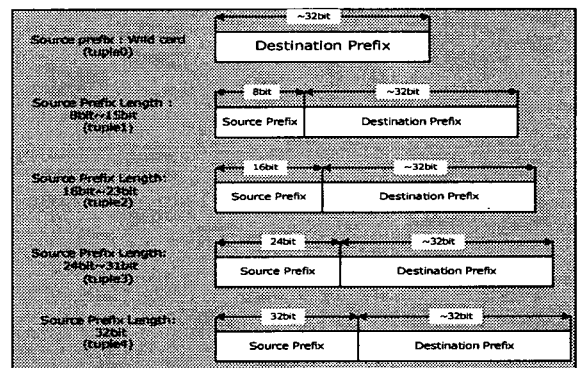 ~32bit
Source prefix : Wild card
(tuple0)
Destination Prefix
8bit ~32bit
Source Prefix Length :
8bit~15bit
(tuple1)
Source Prefix Destination Prefix
16bit ~32bit
Source Prefix Length:
16bit~23bit
(tuple2)
Source Prefix Destination Prefix
24bit ~32bit
Source Prefix Length:
24bit~31bit
(tuple3)
Source Prefix Destination Prefix
32bit ~32bit
Source Prefix Length:
32bit
(tuple4)
Source Prefix Destination Prefix